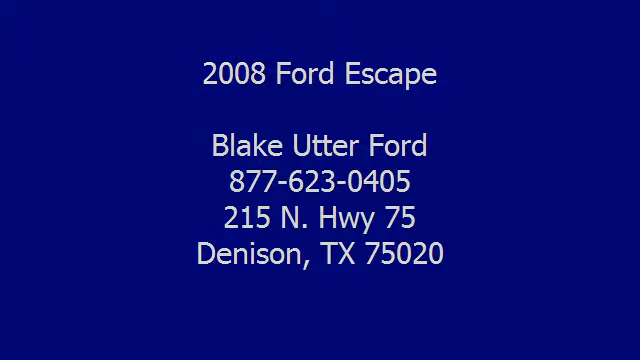 2008 Ford Escape
Blake Utter Ford
877-623-0405
215 N. Hwy 75
Denison, TX 75020